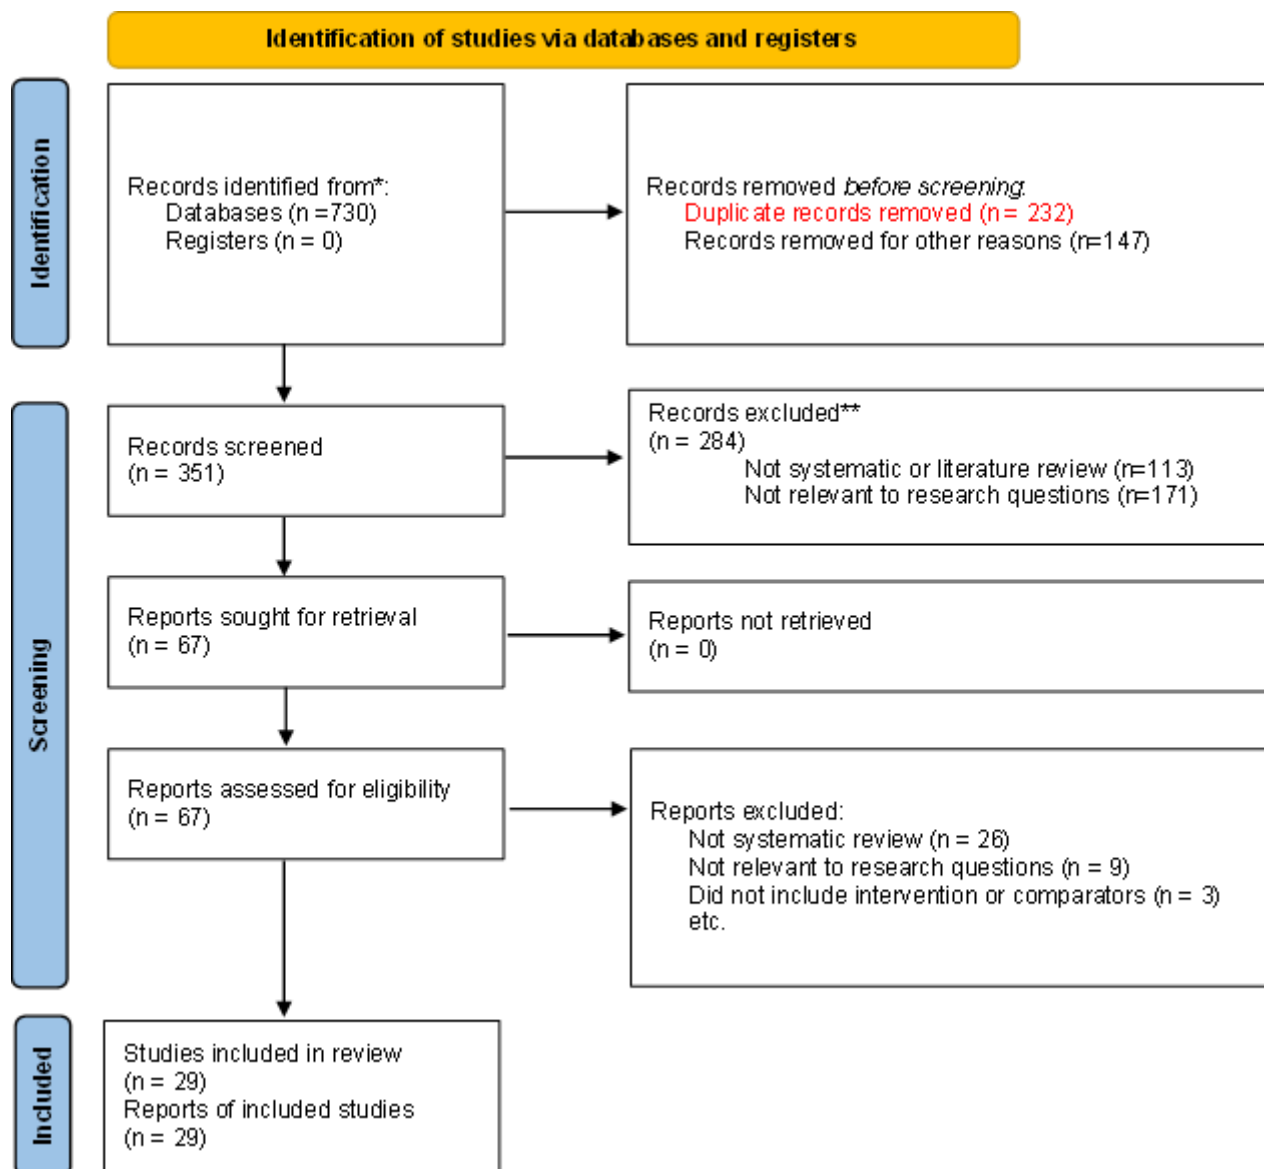 Identification of studies via databases and registers
Identification
Records identified from*:
Databases (n =730)
Registers (n = 0)
Records removed before screening:
Duplicate records removed (n = 232)
Records removed for other reasons (n=147)
Screening
Records screened
(n = 351)
Records excluded**
(n = 284)
Not systematic or literature review (n=113)
Not relevant to research questions (n=171)
Reports sought for retrieval
(n = 67)
Reports not retrieved
(n = 0)
Reports assessed for eligibility
(n = 67)
Reports excluded:
Not systematic review (n = 26)
Not relevant to research questions (n = 9)
Did not include intervention or comparators (n = 3)
etc.
Included
Studies included in review
(n = 29)
Reports of included studies
(n = 29)